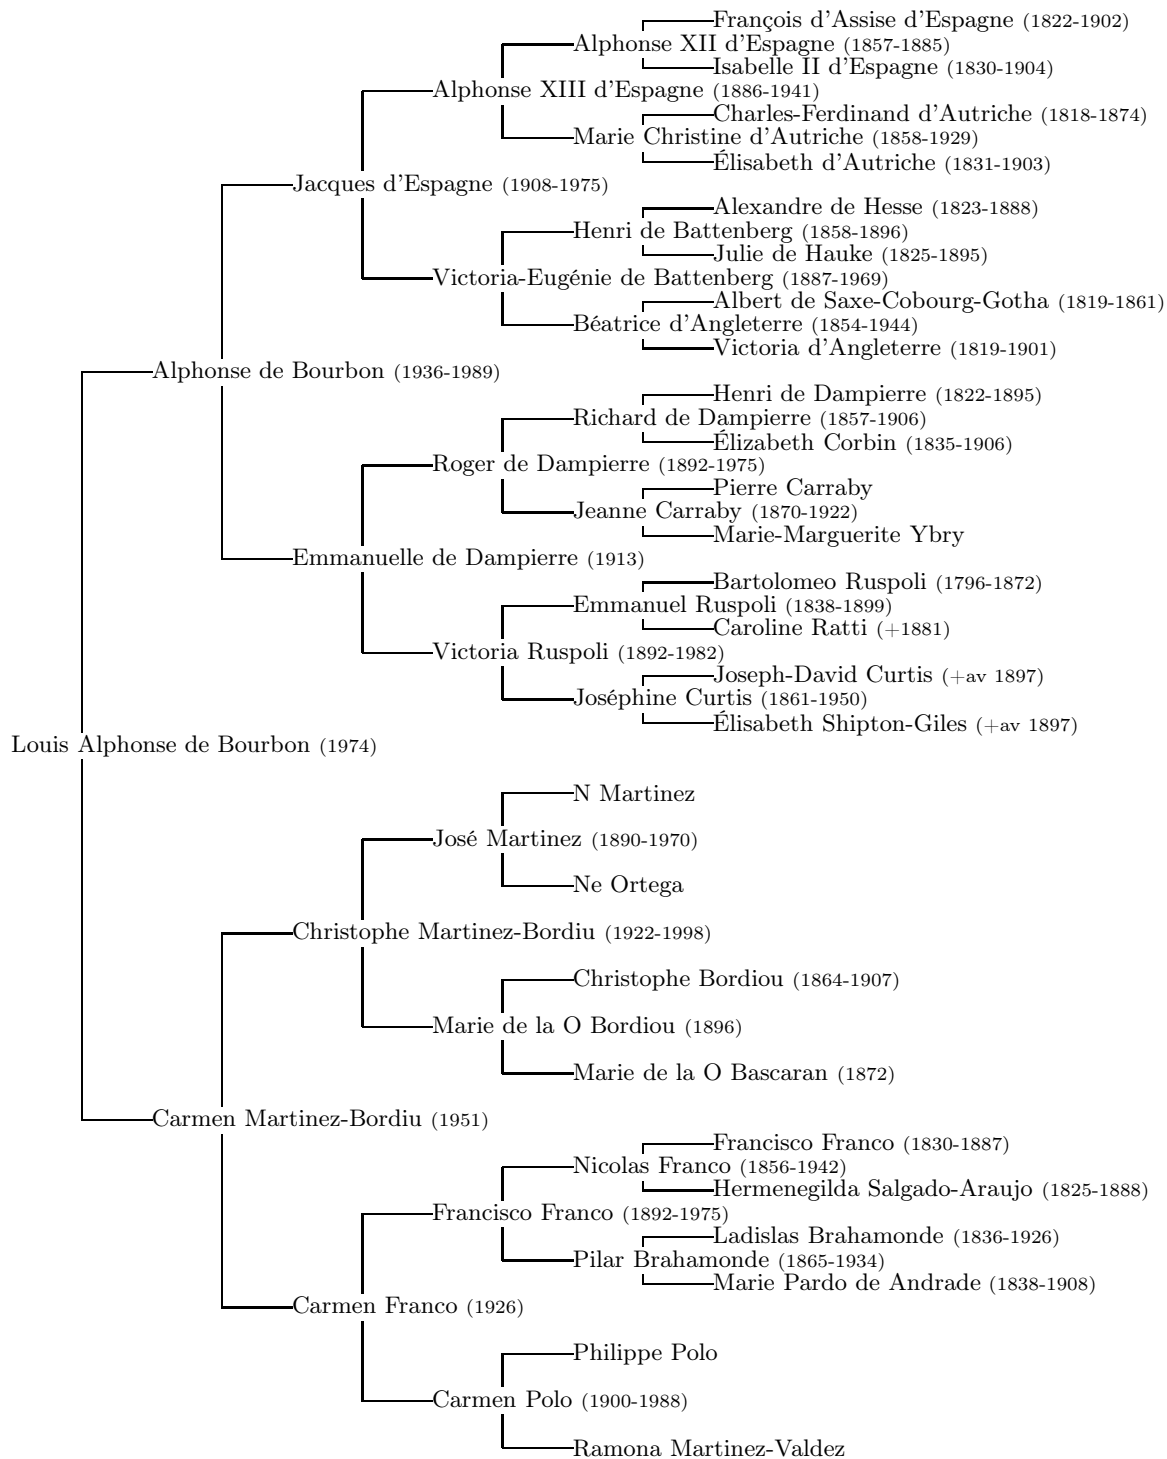 François d'Assise d'Espagne (1822-1902)
Alphonse XII d'Espagne (1857-1885)
Isabelle II d'Espagne (1830-1904)
Alphonse XIII d'Espagne (1886-1941)
Charles-Ferdinand d'Autriche (1818-1874)
Marie Christine d'Autriche (1858-1929)
Élisabeth d'Autriche (1831-1903)
Jacques d'Espagne (1908-1975)
Alexandre de Hesse (1823-1888)
Henri de Battenberg (1858-1896)
Julie de Hauke (1825-1895)
Victoria-Eugénie de Battenberg (1887-1969)
Albert de Saxe-Cobourg-Gotha (1819-1861)
Béatrice d'Angleterre (1854-1944)
Victoria d'Angleterre (1819-1901)
Alphonse de Bourbon (1936-1989)
Henri de Dampierre (1822-1895)
Richard de Dampierre (1857-1906)
Élizabeth Corbin (1835-1906)
Roger de Dampierre (1892-1975)
Pierre Carraby
Jeanne Carraby (1870-1922)
Marie-Marguerite Ybry
Emmanuelle de Dampierre (1913)
Bartolomeo Ruspoli (1796-1872)
Emmanuel Ruspoli (1838-1899)
Caroline Ratti (+1881)
Victoria Ruspoli (1892-1982)
Joseph-David Curtis (+av 1897)
Joséphine Curtis (1861-1950)
Élisabeth Shipton-Giles (+av 1897)
Louis Alphonse de Bourbon (1974)
N Martinez
José Martinez (1890-1970)
Ne Ortega
Christophe Martinez-Bordiu (1922-1998)
Christophe Bordiou (1864-1907)
Marie de la O Bordiou (1896)
Marie de la O Bascaran (1872)
Carmen Martinez-Bordiu (1951)
Francisco Franco (1830-1887)
Nicolas Franco (1856-1942)
Hermenegilda Salgado-Araujo (1825-1888)
Francisco Franco (1892-1975)
Ladislas Brahamonde (1836-1926)
Pilar Brahamonde (1865-1934)
Marie Pardo de Andrade (1838-1908)
Carmen Franco (1926)
Philippe Polo
Carmen Polo (1900-1988)
Ramona Martinez-Valdez